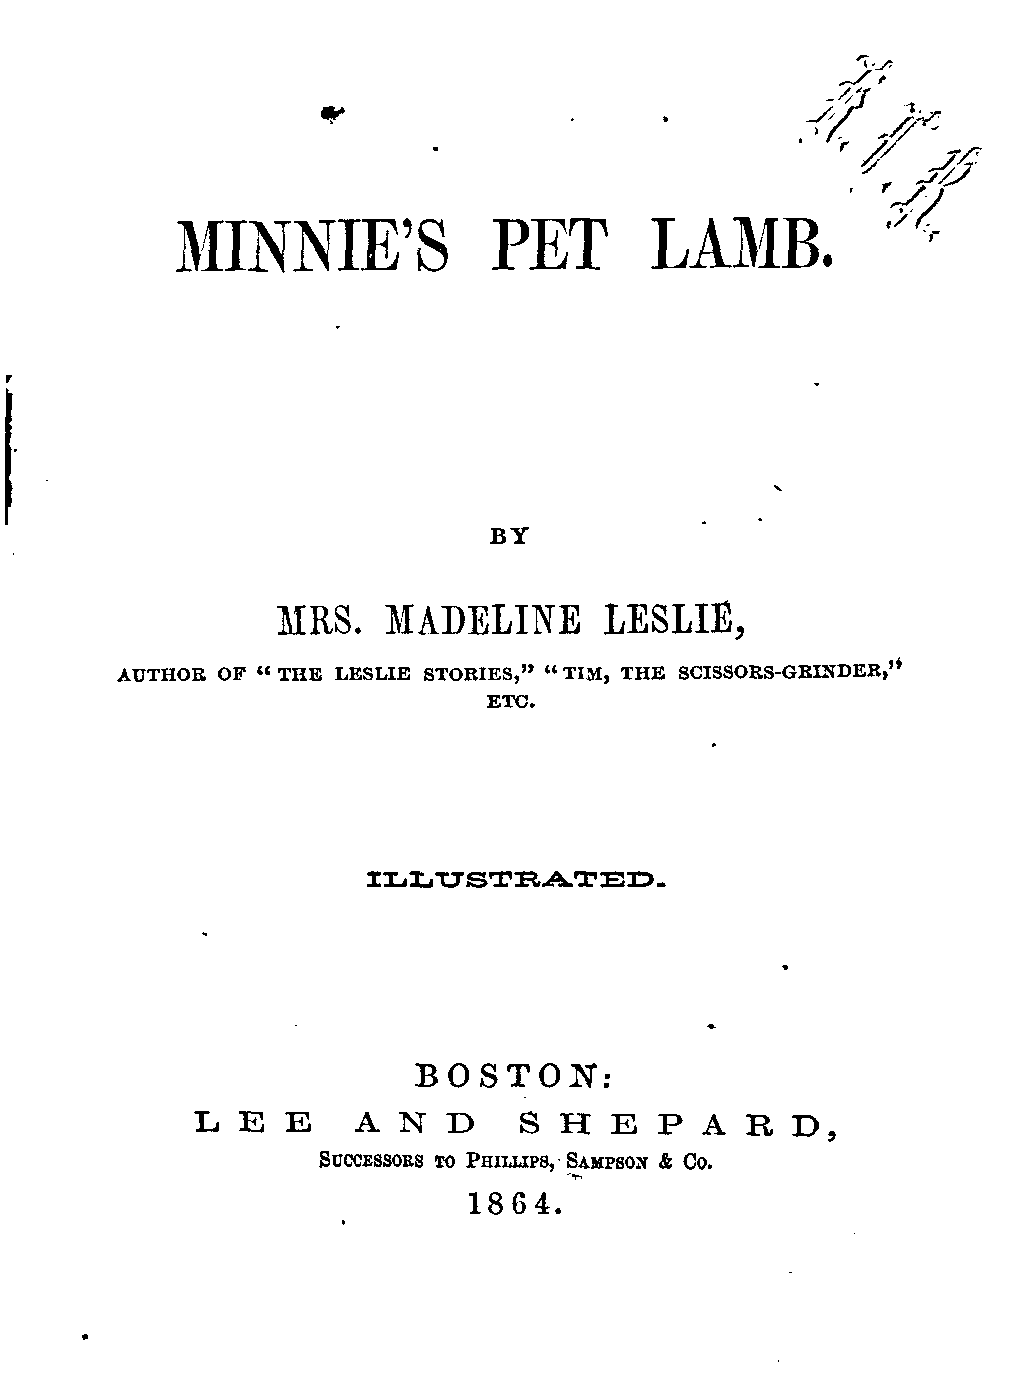 MINNIE'S PET LAMB.
BY
MRS. MADELINE LESLIE,
AUTHOR OF "THE LESLIE STORIES," "TIM, THE SCISSORS-GRINDER,"
ETC.
ILLUSTRATED.
BOSTON:
LEE AND SHEPARD,
SUCCESSORS TO PHILLIPS, SAMPSON & CO.
1864.